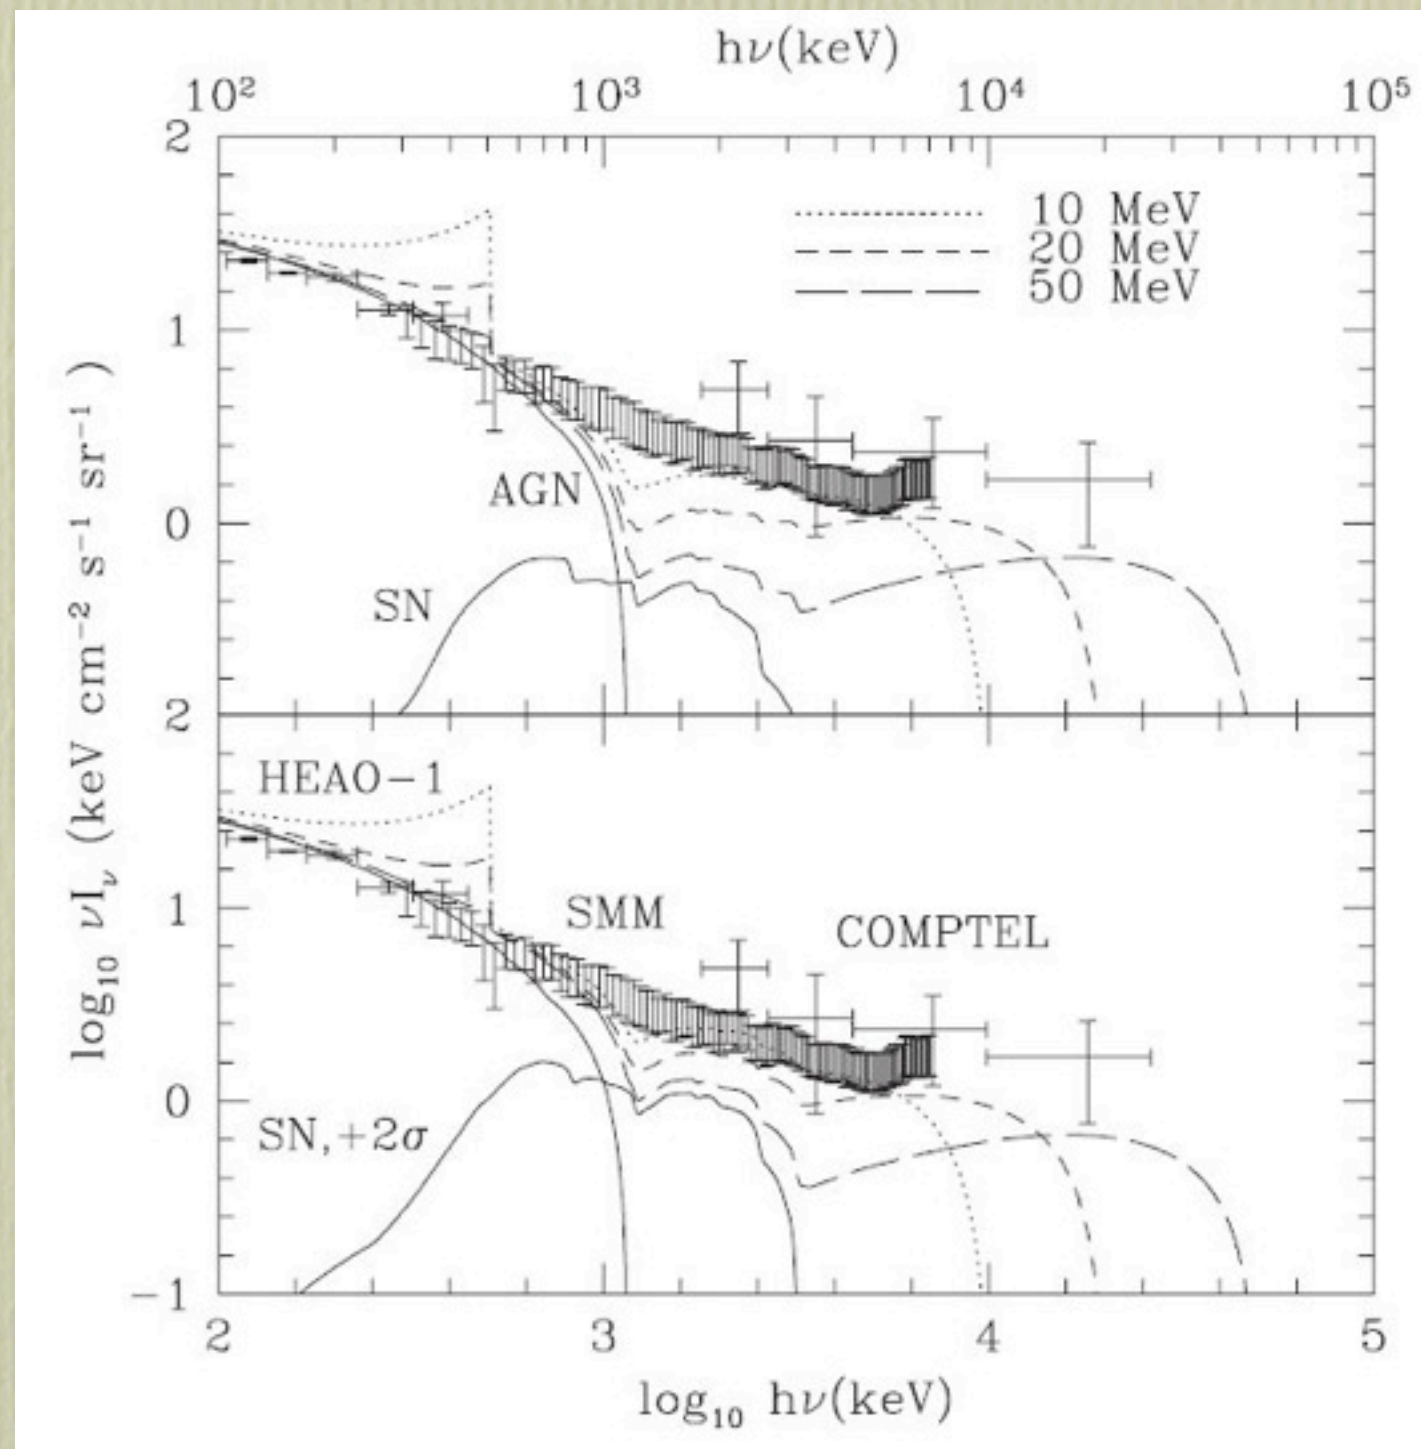 hν(keV)
10² 10³ 10⁴ 10⁵
2
10 MeV
20 MeV
50 MeV
1
AGN
0
SN
2
HEAO-1
SMM
1
COMPTEL
0
SN,+2σ
-1
2 3 4 5
log₁₀ hν(keV)
log₁₀ νI_ν (keV cm⁻² s⁻¹ sr⁻¹ )